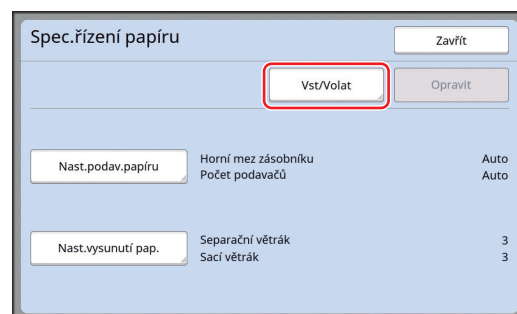 Spec.řízení papíru
Zavřít
Vst/Volat
Opravit
Nast.podav.papíru
Horní mez zásobníku Auto
Počet podavačů Auto
Nast.vysunutí pap.
Separační větrák 3
Sací větrák 3